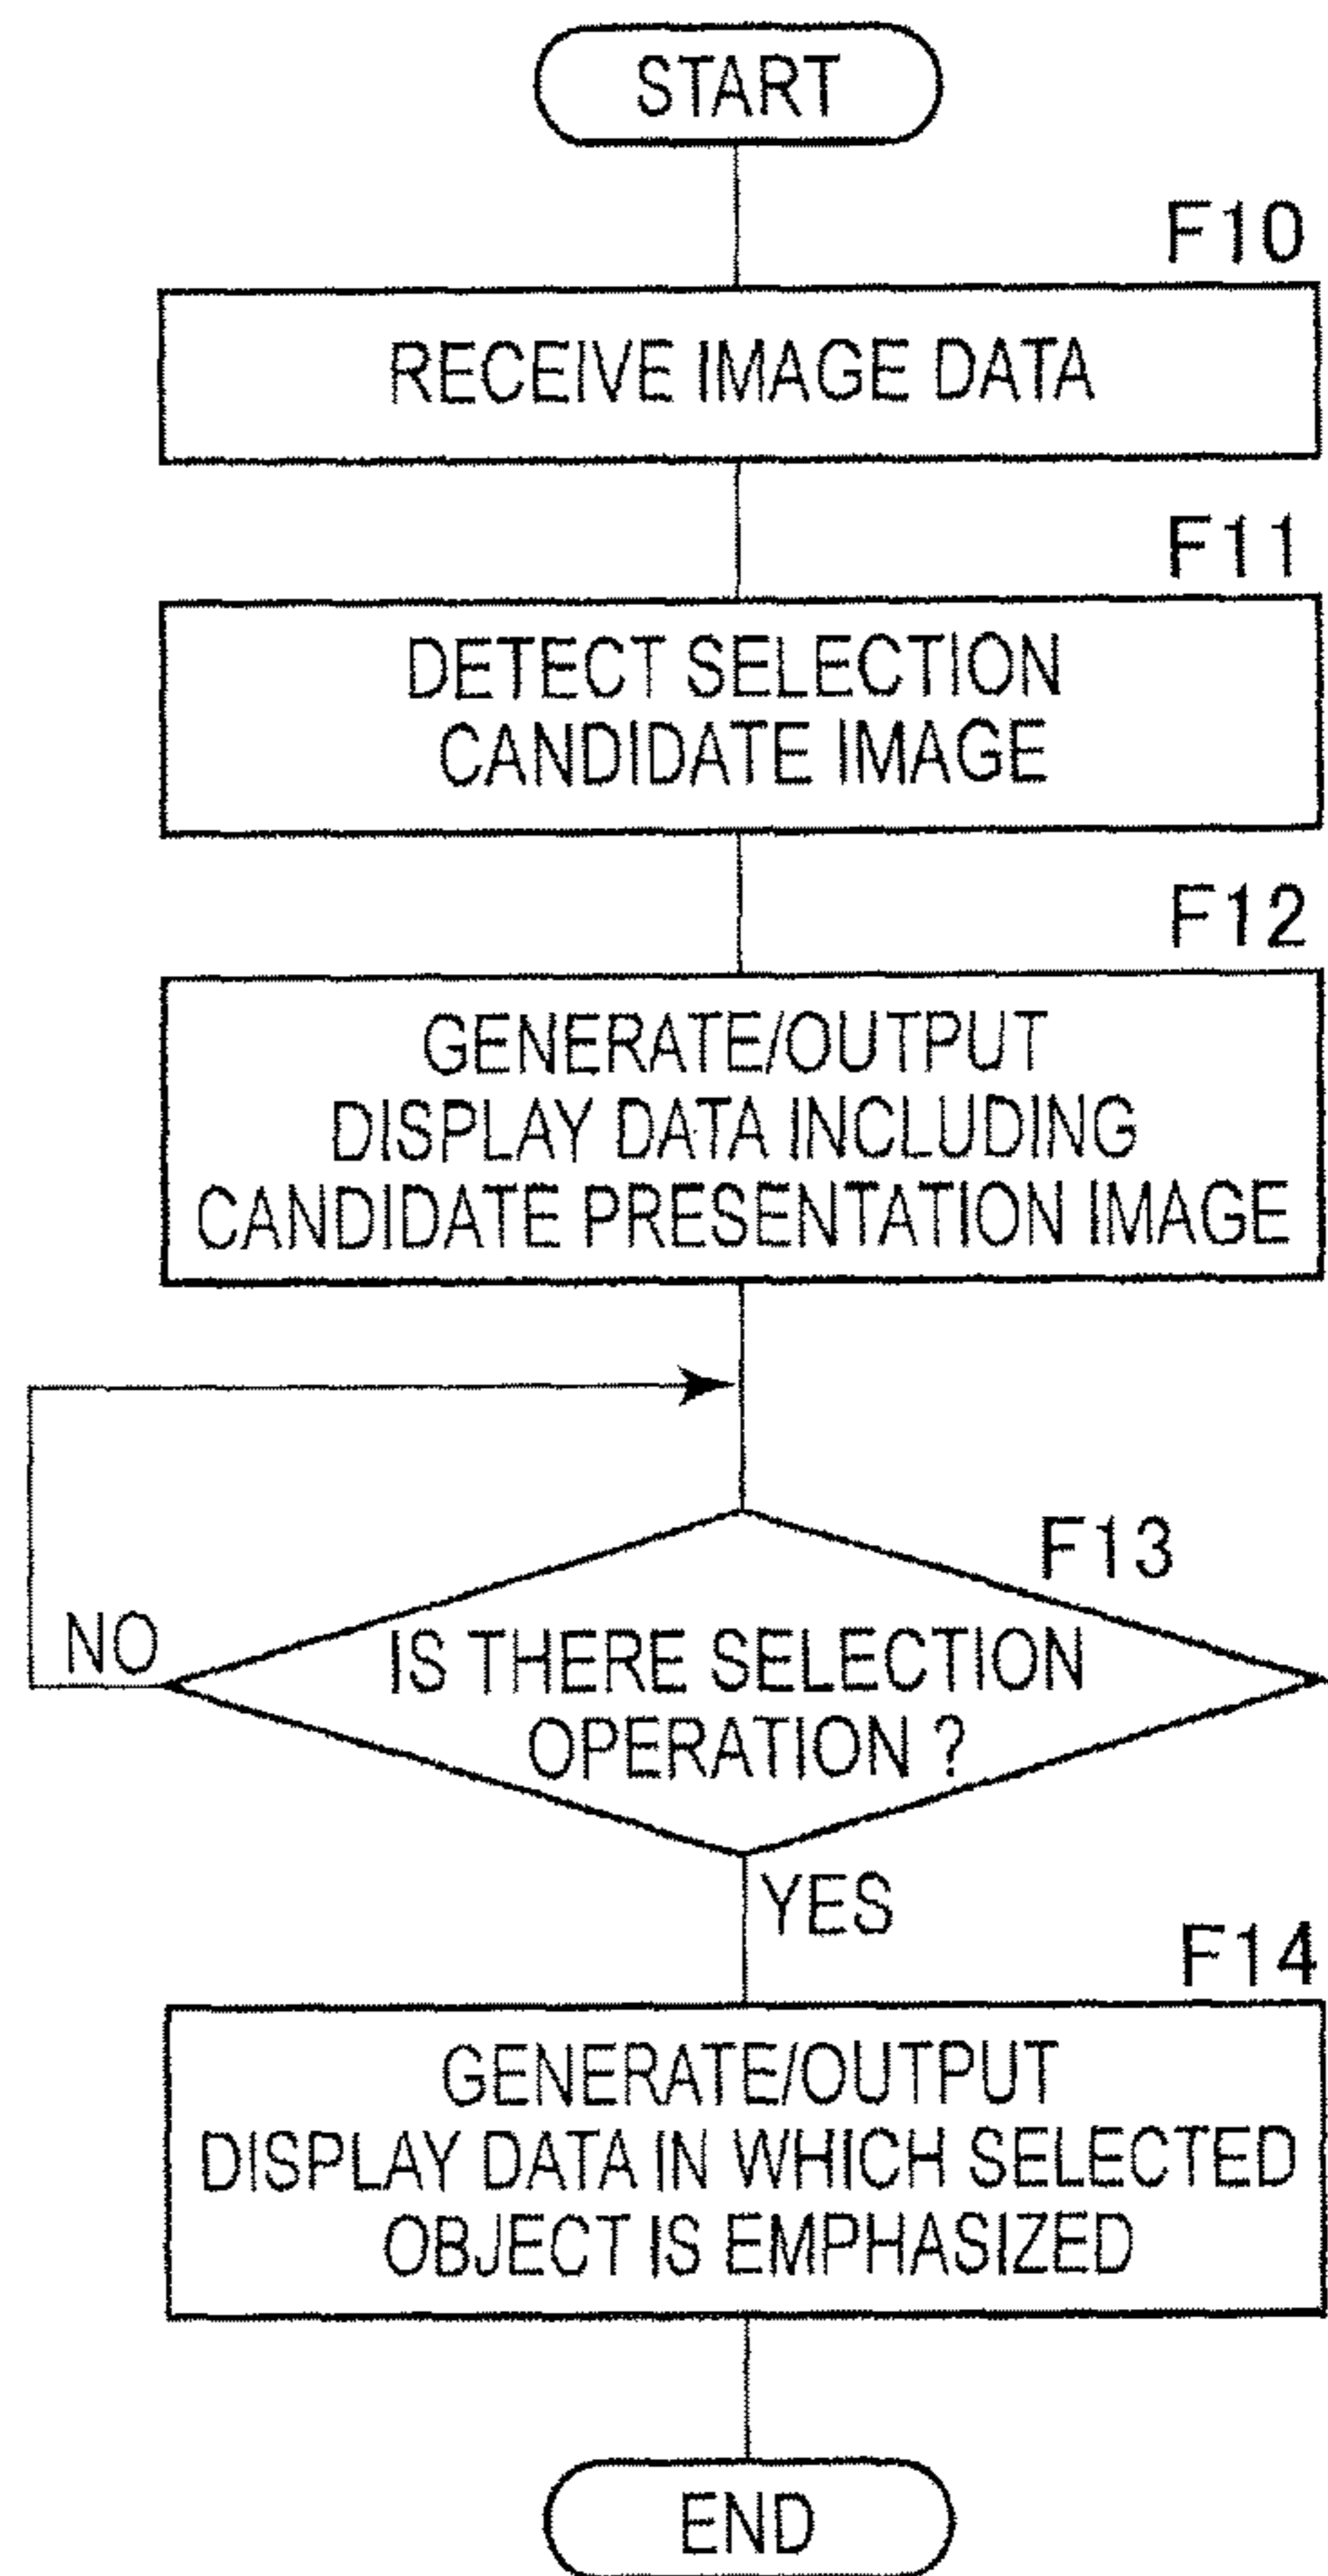 START
F10
RECEIVE IMAGE DATA
F11
DETECT SELECTION
CANDIDATE IMAGE
F12
GENERATE/OUTPUT
DISPLAY DATA INCLUDING
CANDIDATE PRESENTATION IMAGE
F13
NO
IS THERE SELECTION
OPERATION ?
YES
F14
GENERATE/OUTPUT
DISPLAY DATA IN WHICH SELECTED
OBJECT IS EMPHASIZED
END